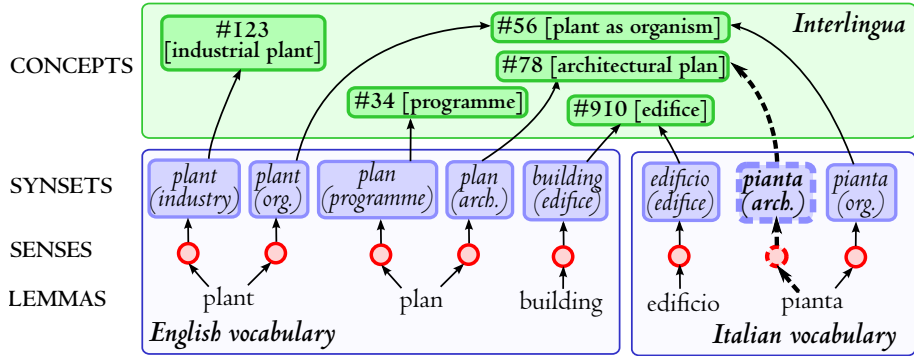 #123
[industrial plant]
#56 [plant as organism]
Interlingua
CONCEPTS
#78 [architectural plan]
#34 [programme]
#910 [edifice]
SYNSETS
plant
(industry)
plant
(org.)
plan
(programme)
plan
(arch.)
building
(edifice)
edificio
(edifice)
pianta
(arch.)
pianta
(org.)
SENSES
LEMMAS
plant
plan
building
edificio
pianta
English vocabulary
Italian vocabulary